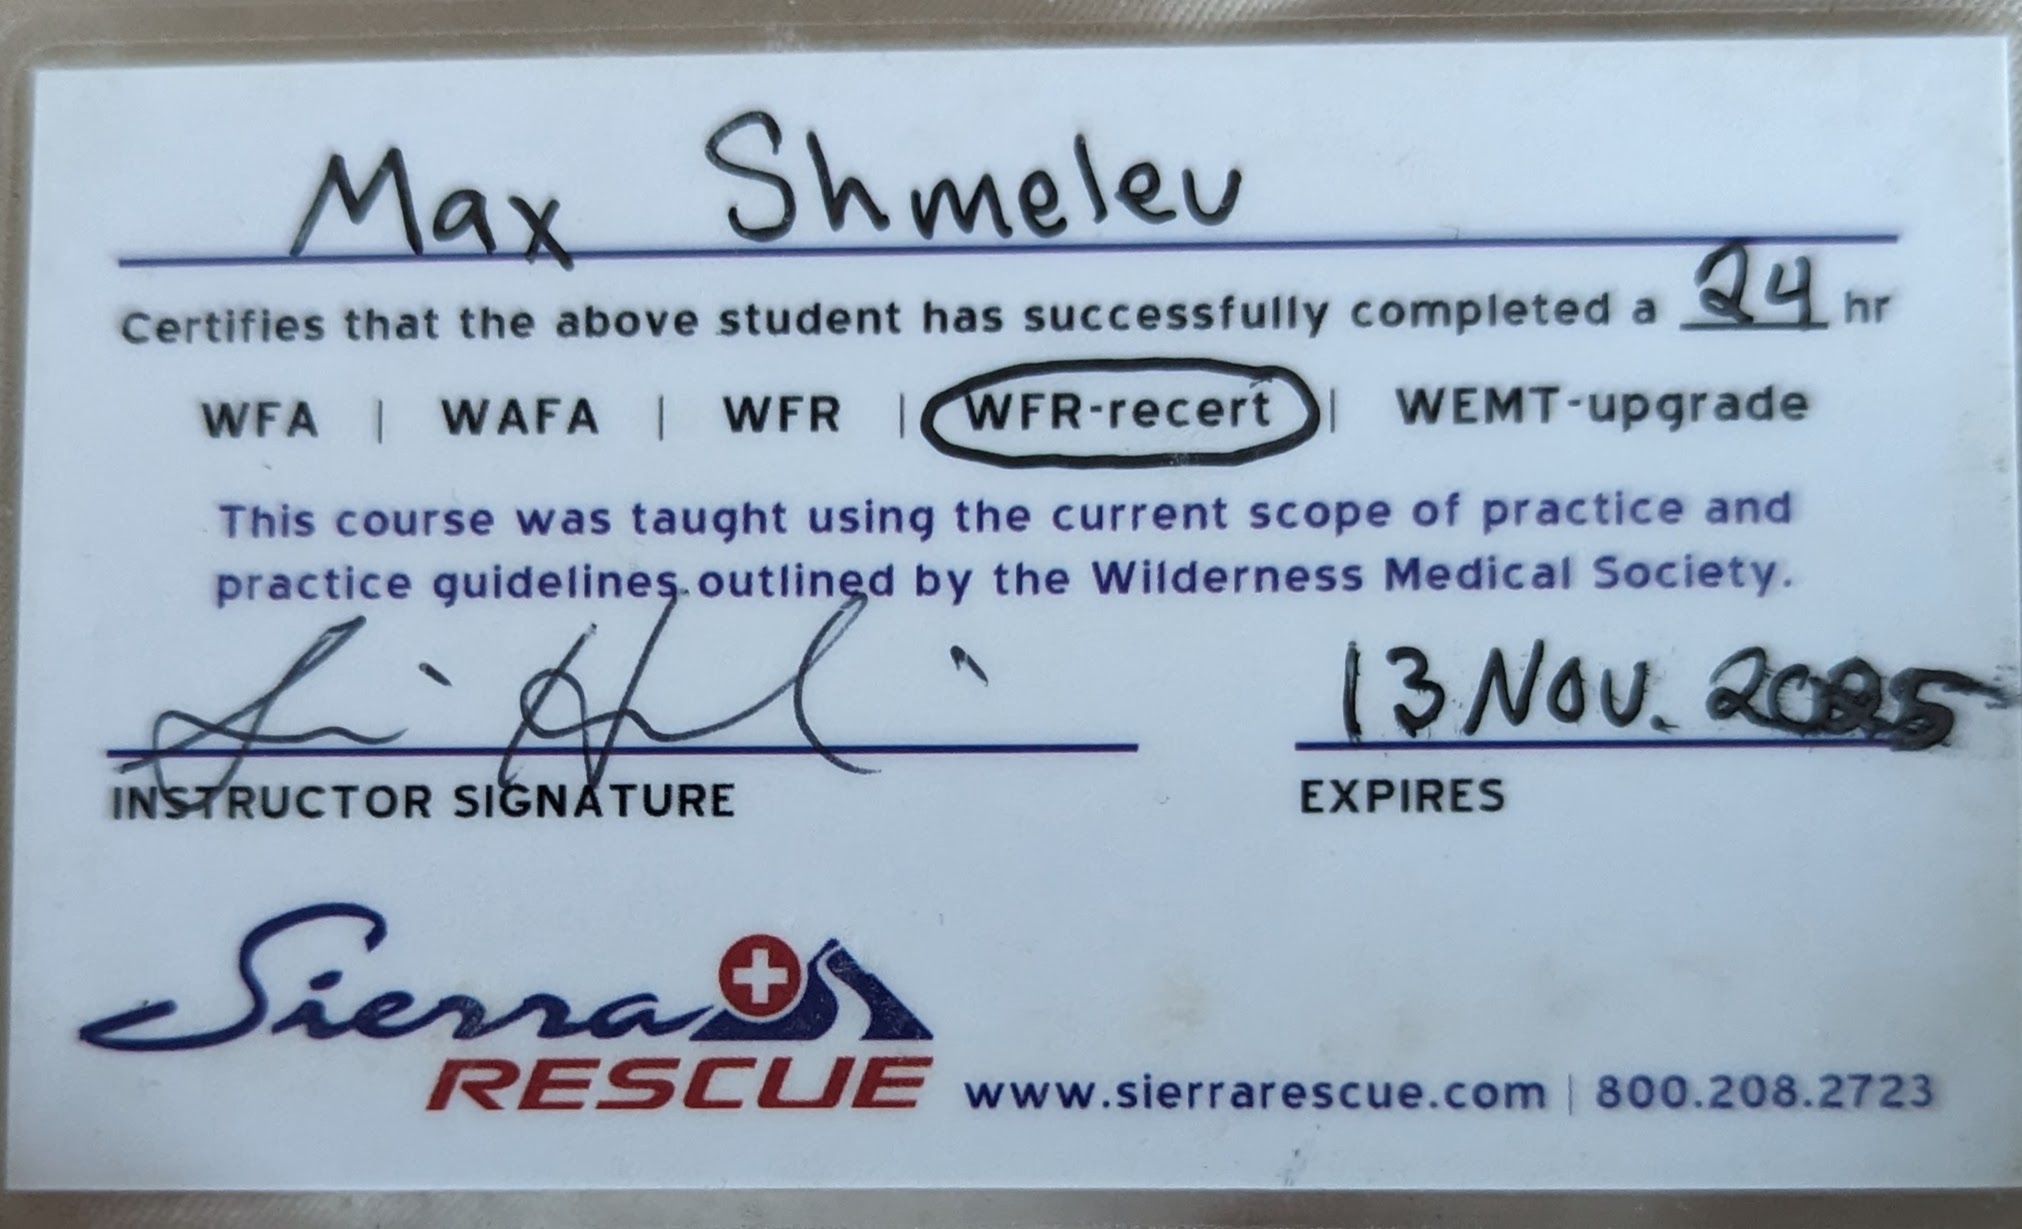 Max Shmelev
Certifies that the above student has successfully completed a 24 hr
WFA | WAFA | WFR | WFR-recert | WEMT-upgrade
This course was taught using the current scope of practice and
practice guidelines outlined by the Wilderness Medical Society.
13 Nov. 2025
INSTRUCTOR SIGNATURE EXPIRES
Sierra
RESCUE www.sierrarescue.com | 800.208.2723